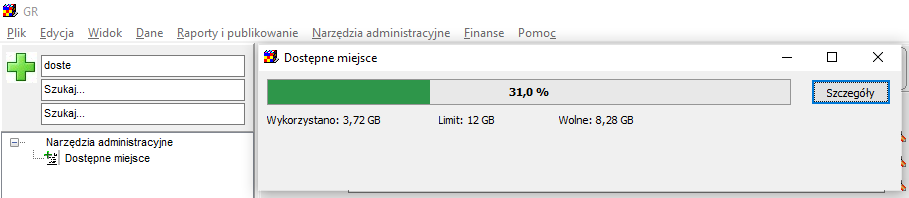 GR
Plik Edycja Widok Dane Raporty i publikowanie Narzędzia administracyjne Finanse Pomoc
doste
Szukaj...
Szukaj...
Narzędzia administracyjne
Dostępne miejsce
Dostępne miejsce
31,0 %
Szczegóły
Wykorzystano: 3,72 GB Limit: 12 GB Wolne: 8,28 GB